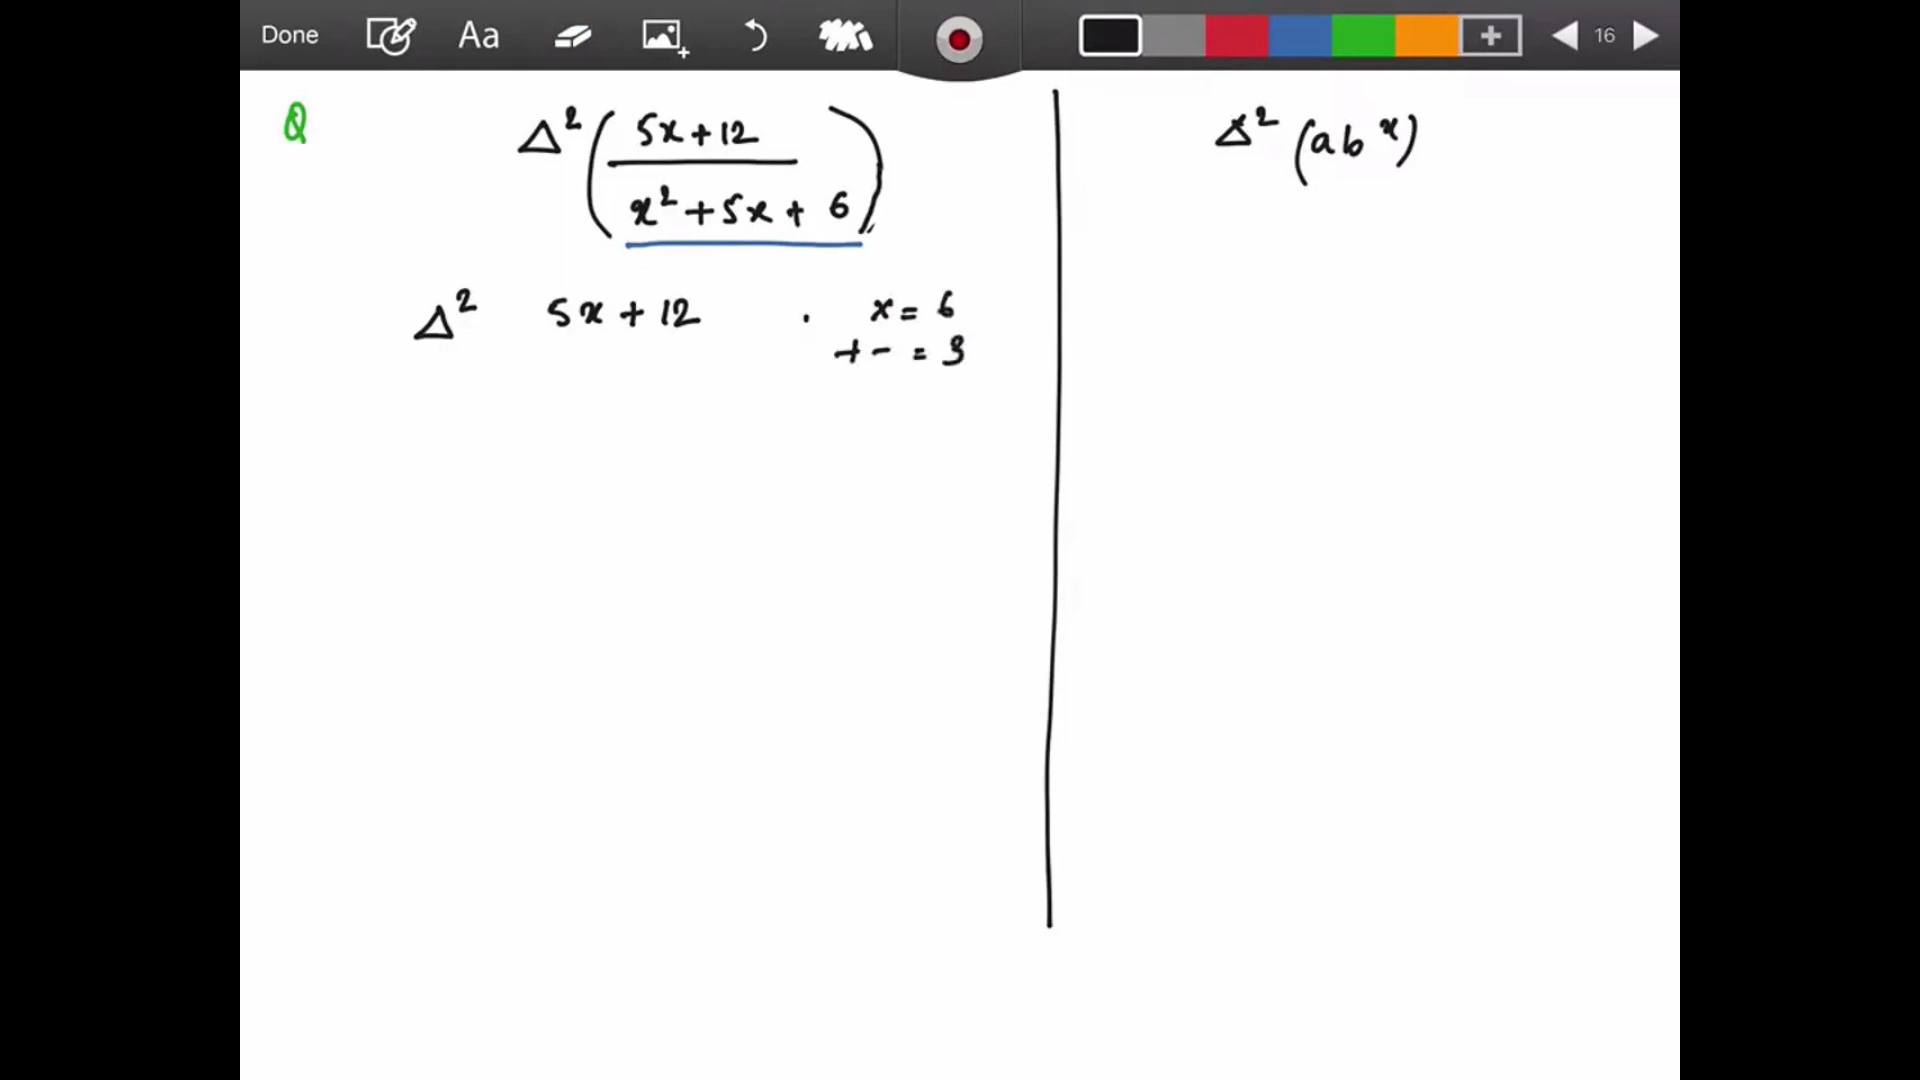 Done Aa 16
Q Δ² ( 5x+12
x²+5x+ 6 )
Δ² 5x+12 . x = 6
+ - = 3
Δ² (ab^x)